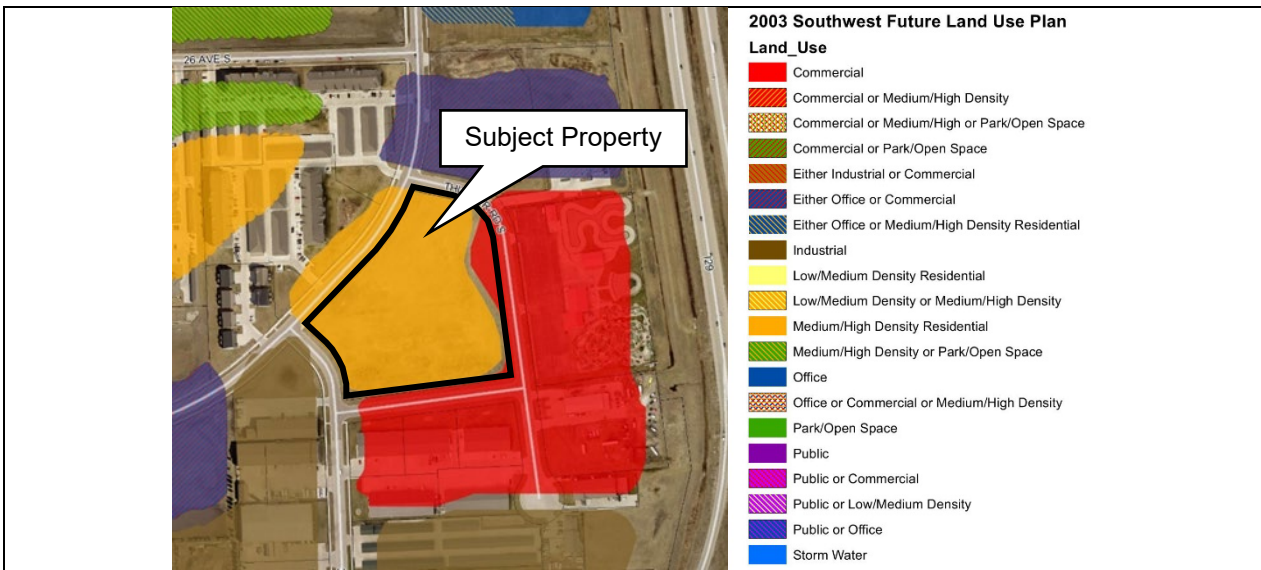 2003 Southwest Future Land Use Plan
Land_Use
26 AVE S
Subject Property
I 29
Commercial
Commercial or Medium/High Density
Commercial or Medium/High or Park/Open Space
Commercial or Park/Open Space
Either Industrial or Commercial
Either Office or Commercial
Either Office or Medium/High Density Residential
Industrial
Low/Medium Density Residential
Low/Medium Density or Medium/High Density
Medium/High Density Residential
Medium/High Density or Park/Open Space
Office
Office or Commercial or Medium/High Density
Park/Open Space
Public
Public or Commercial
Public or Low/Medium Density
Public or Office
Storm Water